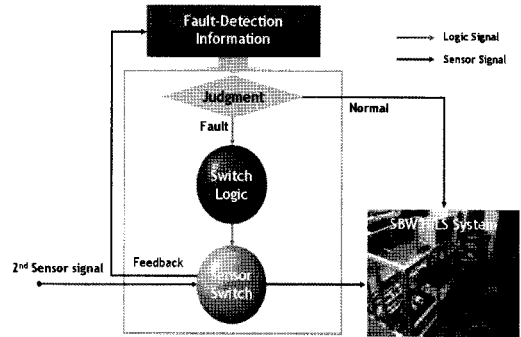 Fault-Detection
Information
Logic Signal
Sensor Signal
Judgment
Normal
Fault
Switch
Logic
SBW HILS System
2nd Sensor signal
Feedback
Sensor
Switch